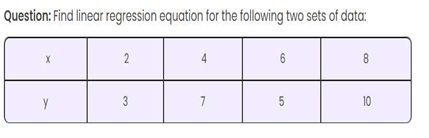 Question: Find linear regression equation for the following two sets of data:
x 2 4 6 8
y 3 7 5 10